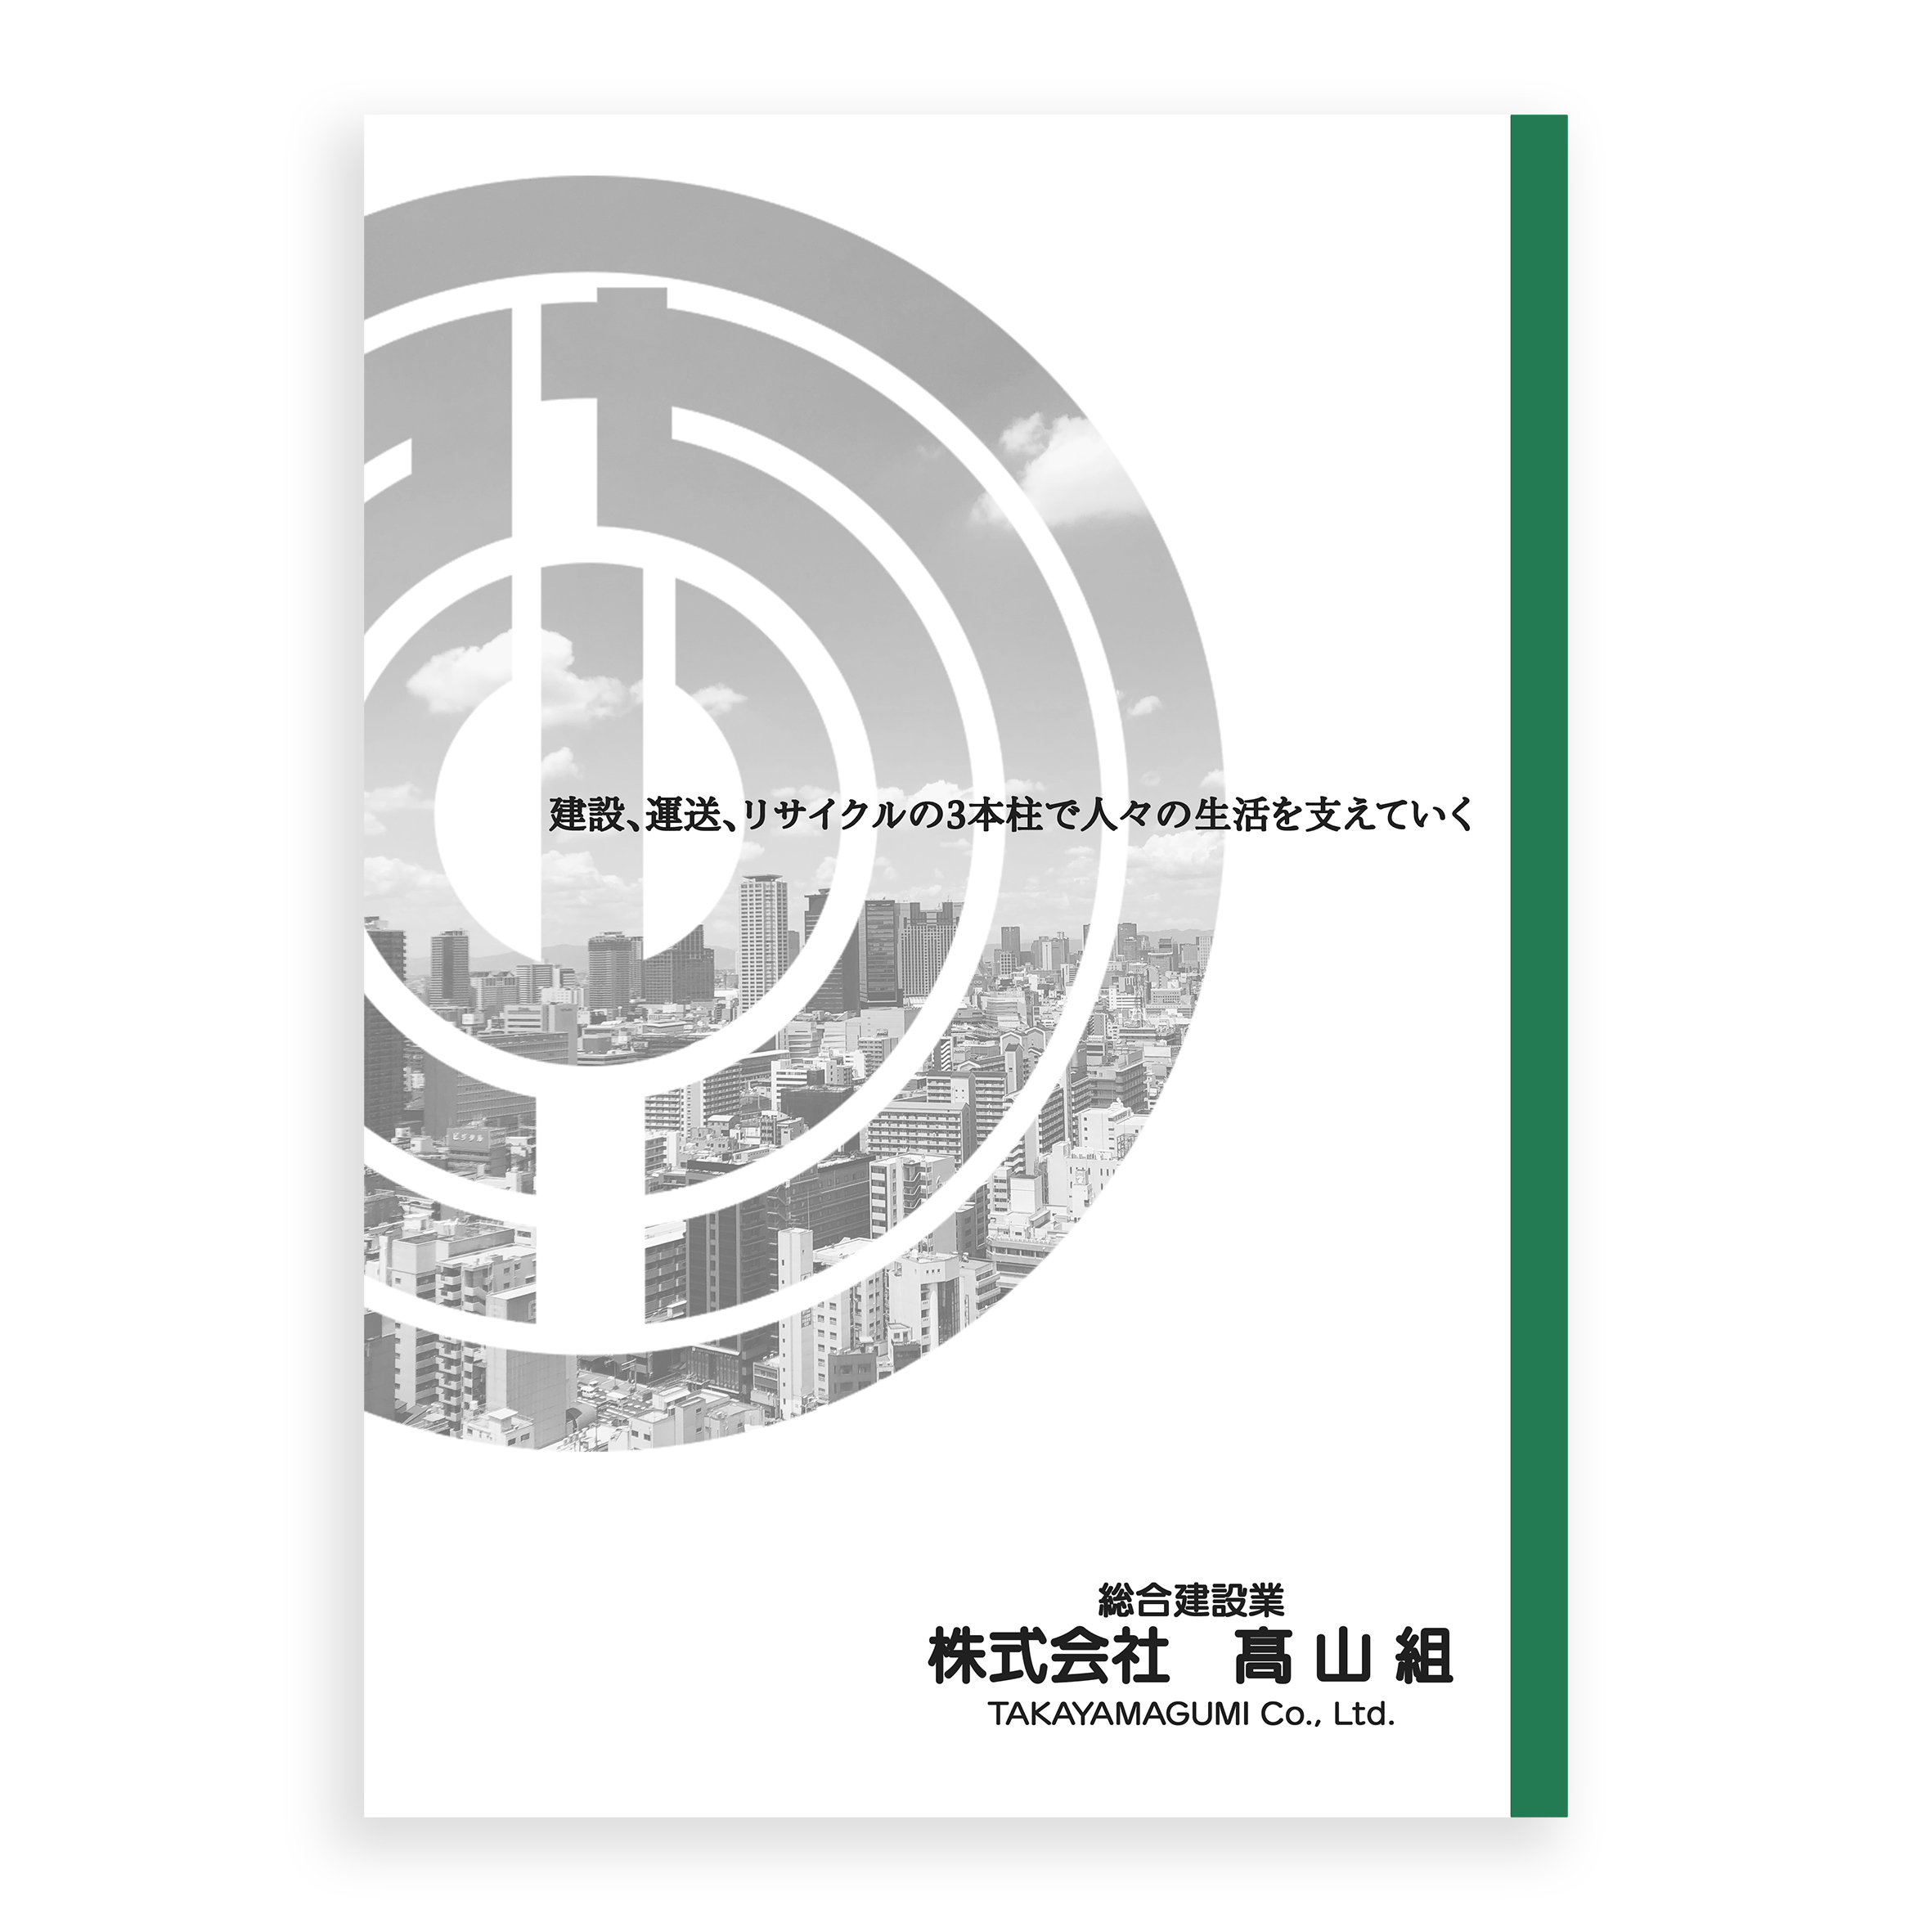 建設、運送、リサイクルの3本柱で人々の生活を支えていく
総合建設業
株式会社　髙山組
TAKAYAMAGUMI Co., Ltd.